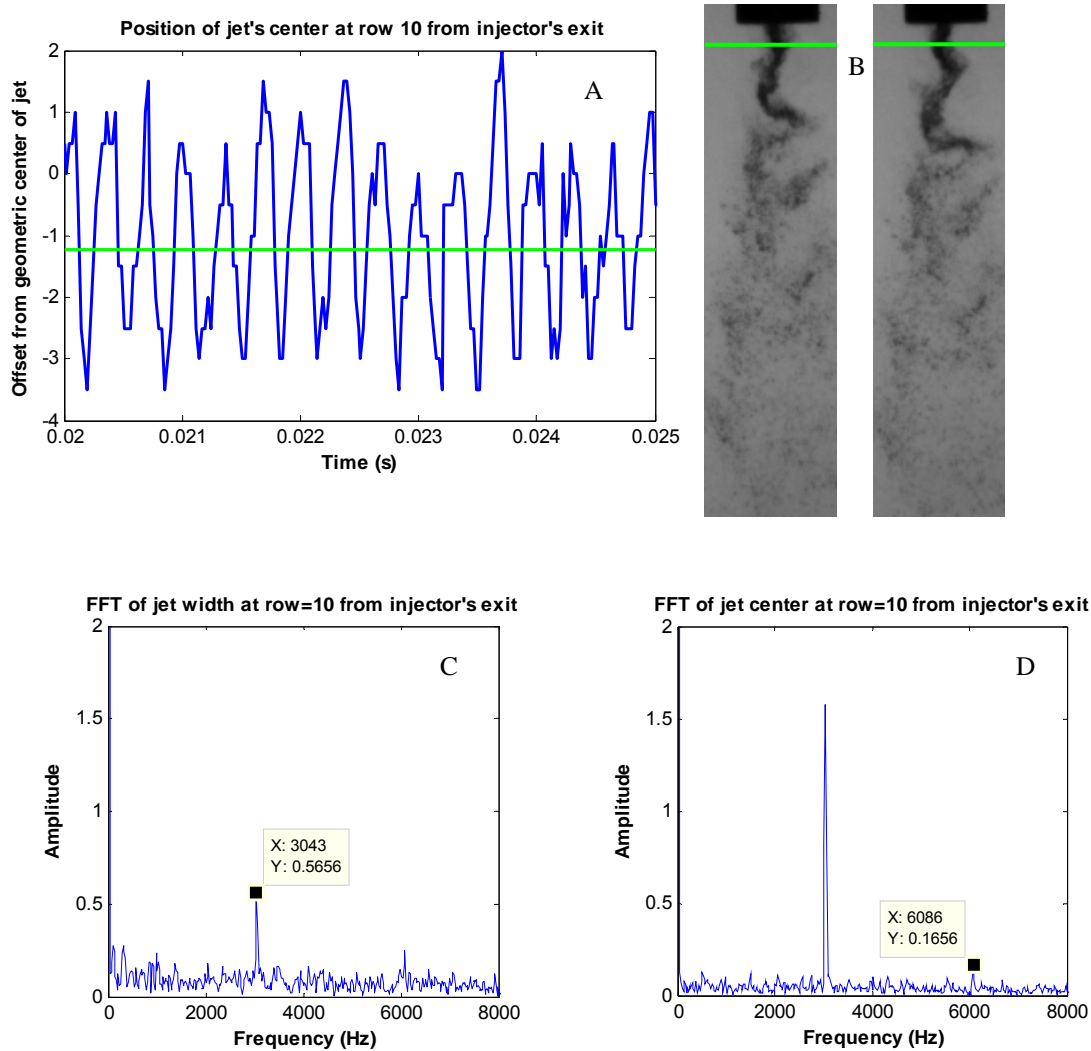 Position of jet's center at row 10 from injector's exit
A
B
Offset from geometric center of jet
2
1
0
-1
-2
-3
-4
0.02
0.021
0.022
0.023
0.024
0.025
Time (s)
FFT of jet width at row=10 from injector's exit
C
Amplitude
2
1.5
1
0.5
0
X: 3043
Y: 0.5656
0
2000
4000
6000
8000
Frequency (Hz)
FFT of jet center at row=10 from injector's exit
D
Amplitude
2
1.5
1
0.5
0
X: 6086
Y: 0.1656
0
2000
4000
6000
8000
Frequency (Hz)